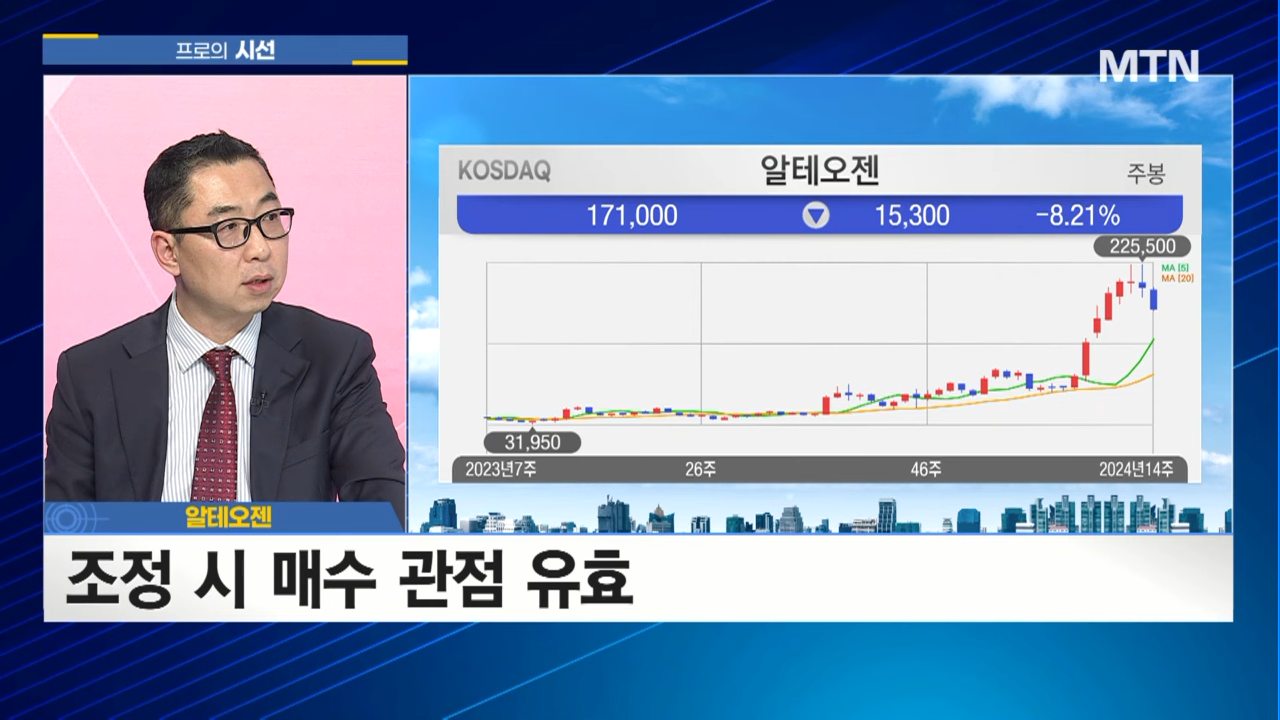 프로의 시선
MTN
KOSDAQ 알테오젠 주봉
171,000 ▼ 15,300 -8.21%
225,500
MA [5]
MA [20]
31,950
2023년7주 26주 46주 2024년14주
알테오젠
조정 시 매수 관점 유효